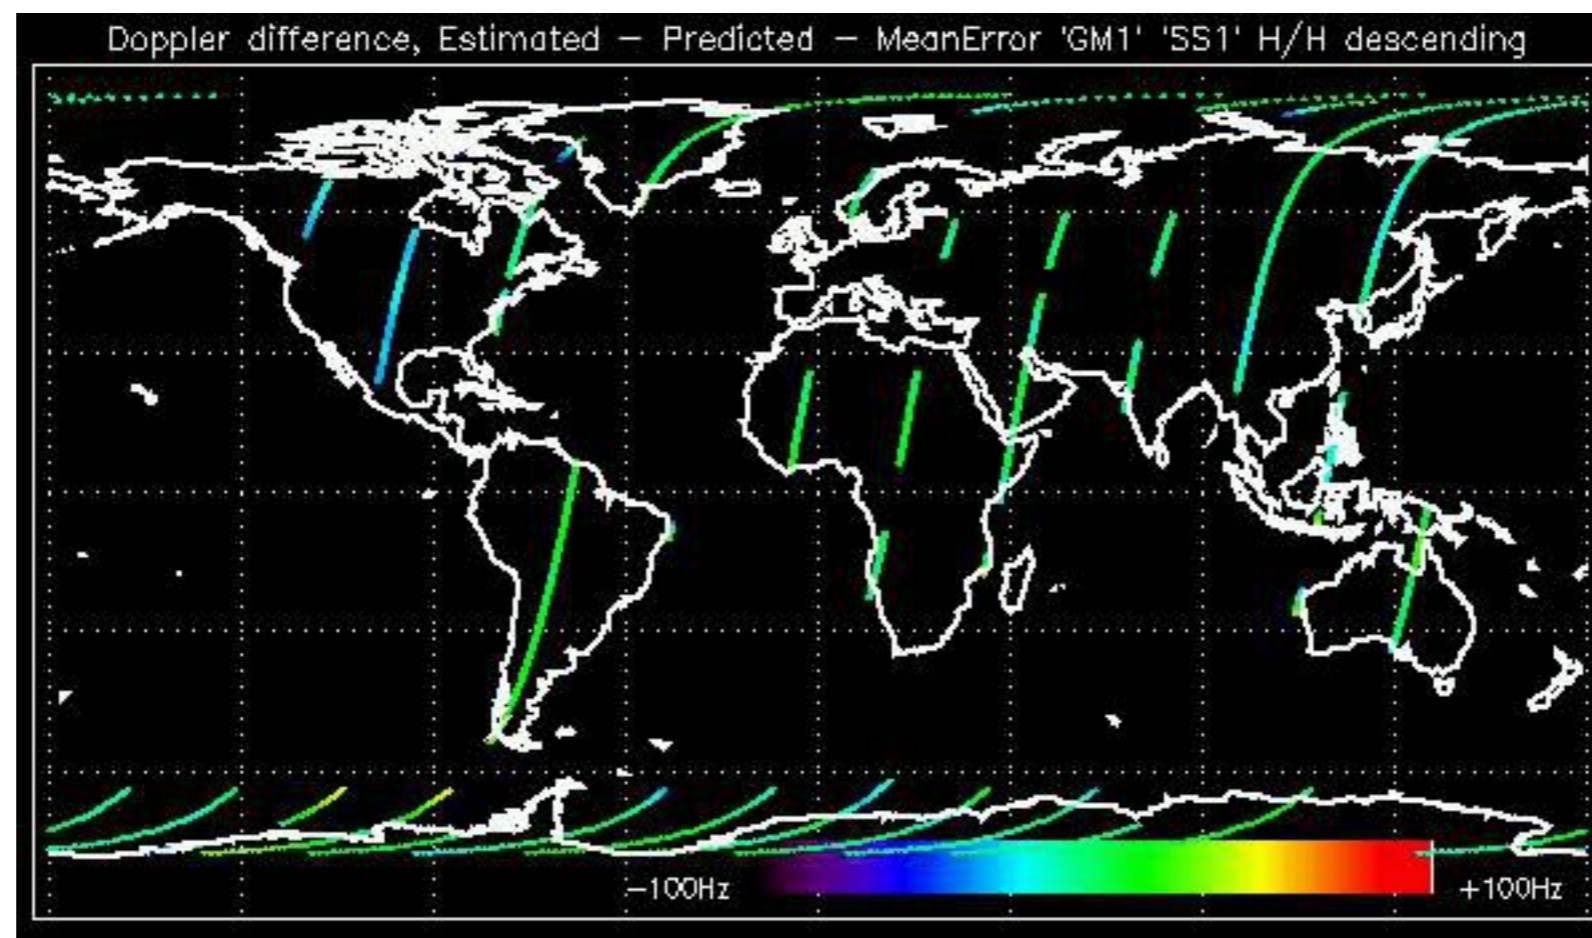 Doppler difference, Estimated – Predicted – MeanError 'GM1' 'SS1' H/H descending
–100Hz +100Hz